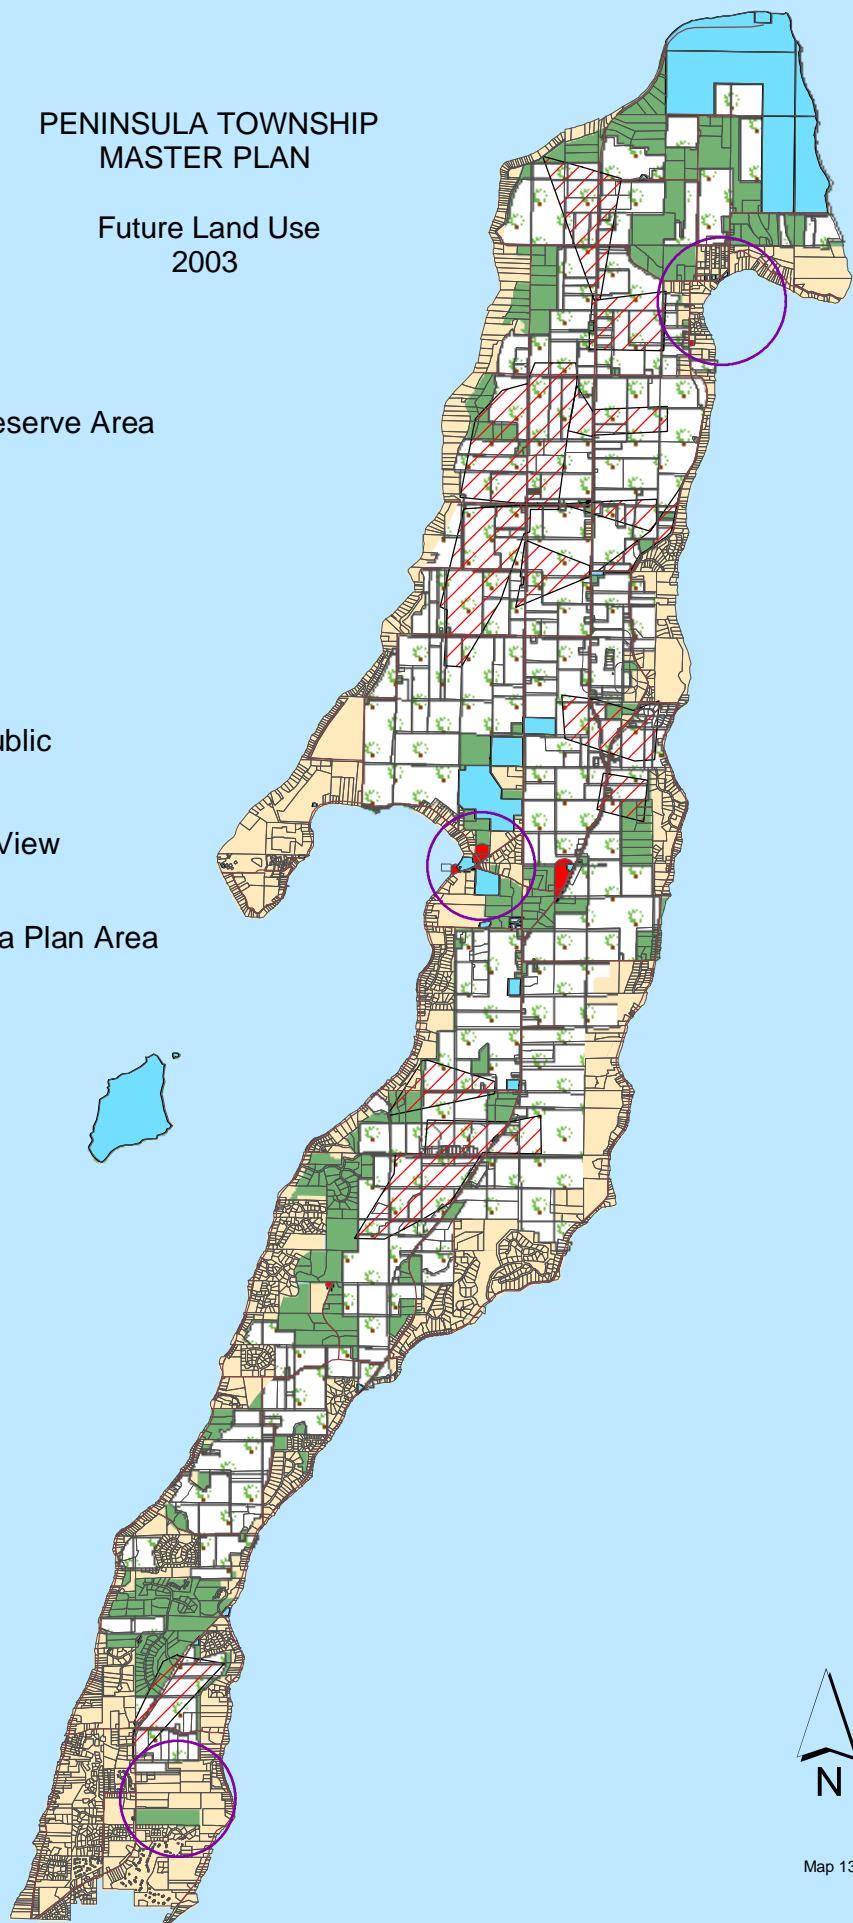 PENINSULA TOWNSHIP
MASTER PLAN
Future Land Use
2003
eserve Area
ublic
View
a Plan Area
N
Map 13